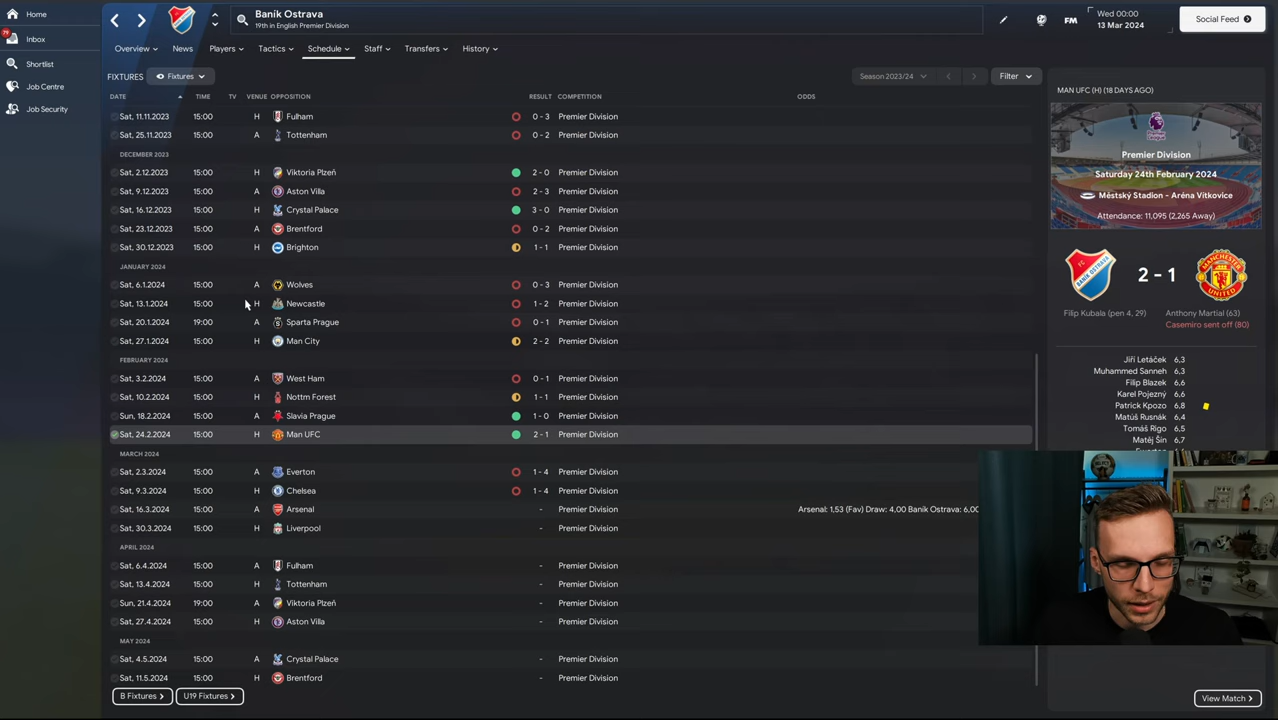 Home
79
Inbox
Shortlist
Job Centre
Job Security
Baník Ostrava
19th in English Premier Division
FM
Wed 00:00
13 Mar 2024
Social Feed
Overview News Players Tactics Schedule Staff Transfers History
FIXTURES Fixtures Season 2023/24 Filter
DATE TIME TV VENUE OPPOSITION RESULT COMPETITION ODDS
Sat, 11.11.2023 15:00 H Fulham 0 - 3 Premier Division
Sat, 25.11.2023 15:00 A Tottenham 0 - 2 Premier Division
DECEMBER 2023
Sat, 2.12.2023 15:00 H Viktoria Plzeň 2 - 0 Premier Division
Sat, 9.12.2023 15:00 A Aston Villa 2 - 3 Premier Division
Sat, 16.12.2023 15:00 H Crystal Palace 3 - 0 Premier Division
Sat, 23.12.2023 15:00 A Brentford 0 - 2 Premier Division
Sat, 30.12.2023 15:00 H Brighton 1 - 1 Premier Division
JANUARY 2024
Sat, 6.1.2024 15:00 A Wolves 0 - 3 Premier Division
Sat, 13.1.2024 15:00 H Newcastle 1 - 2 Premier Division
Sat, 20.1.2024 19:00 A Sparta Prague 0 - 1 Premier Division
Sat, 27.1.2024 15:00 H Man City 2 - 2 Premier Division
FEBRUARY 2024
Sat, 3.2.2024 15:00 A West Ham 0 - 1 Premier Division
Sat, 10.2.2024 15:00 H Nottm Forest 1 - 1 Premier Division
Sun, 18.2.2024 15:00 A Slavia Prague 1 - 0 Premier Division
Sat, 24.2.2024 15:00 H Man UFC 2 - 1 Premier Division
MARCH 2024
Sat, 2.3.2024 15:00 A Everton 1 - 4 Premier Division
Sat, 9.3.2024 15:00 H Chelsea 1 - 4 Premier Division
Sat, 16.3.2024 15:00 A Arsenal - Premier Division Arsenal: 1,53 (Fav) Draw: 4,00 Baník Ostrava: 6,00
Sat, 30.3.2024 15:00 H Liverpool - Premier Division
APRIL 2024
Sat, 6.4.2024 15:00 A Fulham - Premier Division
Sat, 13.4.2024 15:00 H Tottenham - Premier Division
Sun, 21.4.2024 19:00 A Viktoria Plzeň - Premier Division
Sat, 27.4.2024 15:00 H Aston Villa - Premier Division
MAY 2024
Sat, 4.5.2024 15:00 A Crystal Palace - Premier Division
Sat, 11.5.2024 15:00 H Brentford - Premier Division
B Fixtures U19 Fixtures
MAN UFC (H) (18 DAYS AGO)
Premier Division
Saturday 24th February 2024
Městský Stadion - Aréna Vítkovice
Attendance: 11,095 (2,265 Away)
2 - 1
Filip Kubala (pen 4, 29) Anthony Martial (63)
Casemiro sent off (80)
Jiří Letáček 6,3
Muhammed Sanneh 6,3
Filip Blazek 6,6
Karel Pojezný 6,6
Patrick Kpozo 6,8
Matúš Rusnák 6,4
Tomáš Rigo 6,5
Matěj Šín 6,7
View Match